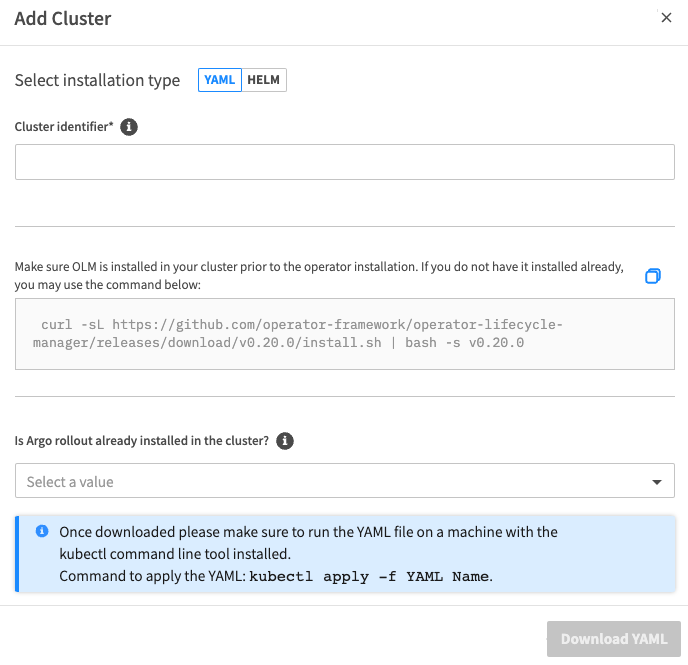 Add Cluster
Select installation type YAML HELM
Cluster identifier*
Make sure OLM is installed in your cluster prior to the operator installation. If you do not have it installed already,
you may use the command below:
curl -sL https://github.com/operator-framework/operator-lifecycle-
manager/releases/download/v0.20.0/install.sh | bash -s v0.20.0
Is Argo rollout already installed in the cluster?
Select a value
Once downloaded please make sure to run the YAML file on a machine with the
kubectl command line tool installed.
Command to apply the YAML: kubectl apply -f YAML Name.
Download YAML